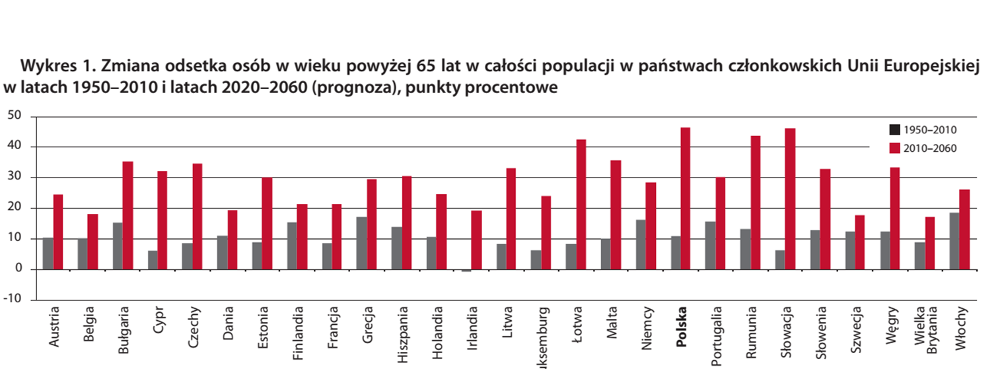 Wykres 1. Zmiana odsetka osób w wieku powyżej 65 lat w całości populacji w państwach członkowskich Unii Europejskiej
w latach 1950–2010 i latach 2020–2060 (prognoza), punkty procentowe
50
40
30
20
10
0
-10
1950–2010
2010–2060
Austria
Belgia
Bułgaria
Cypr
Czechy
Dania
Estonia
Finlandia
Francja
Grecja
Hiszpania
Holandia
Irlandia
Litwa
uksemburg
Łotwa
Malta
Niemcy
Polska
Portugalia
Rumunia
Słowacja
Słowenia
Szwecja
Węgry
Wielka
Brytania
Włochy